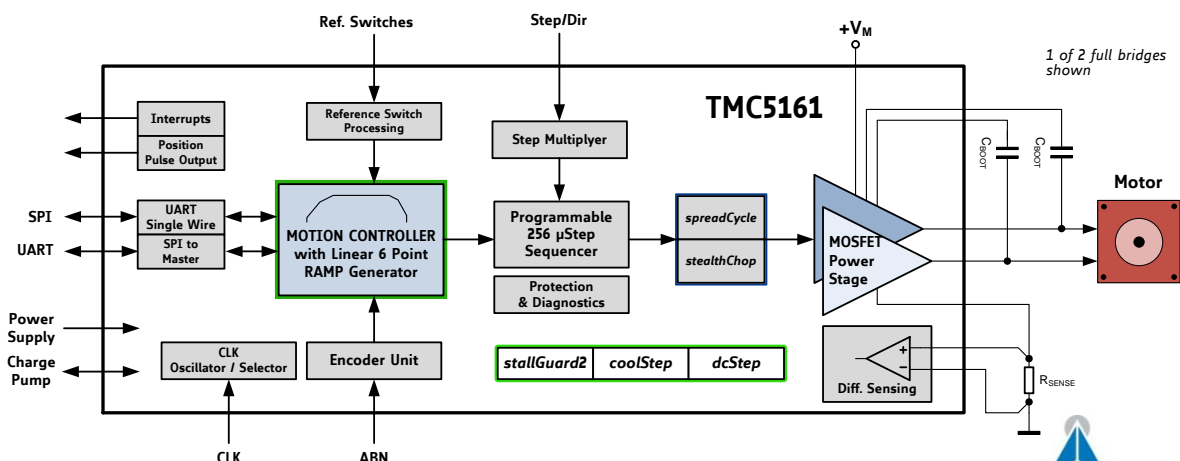 Ref. Switches
Step/Dir
+VM
1 of 2 full bridges
shown
TMC5161
Interrupts
Position
Pulse Output
Reference Switch
Processing
Step Multiplyer
CBOOT
CBOOT
Motor
SPI
UART
UART
Single Wire
SPI to
Master
MOTION CONTROLLER
with Linear 6 Point
RAMP Generator
Programmable
256 µStep
Sequencer
spreadCycle
stealthChop
MOSFET
Power
Stage
Protection
& Diagnostics
Power
Supply
Charge
Pump
CLK
Oscillator / Selector
Encoder Unit
stallGuard2 coolStep dcStep
+
−
Diff. Sensing
RSENSE
CLK
ABN